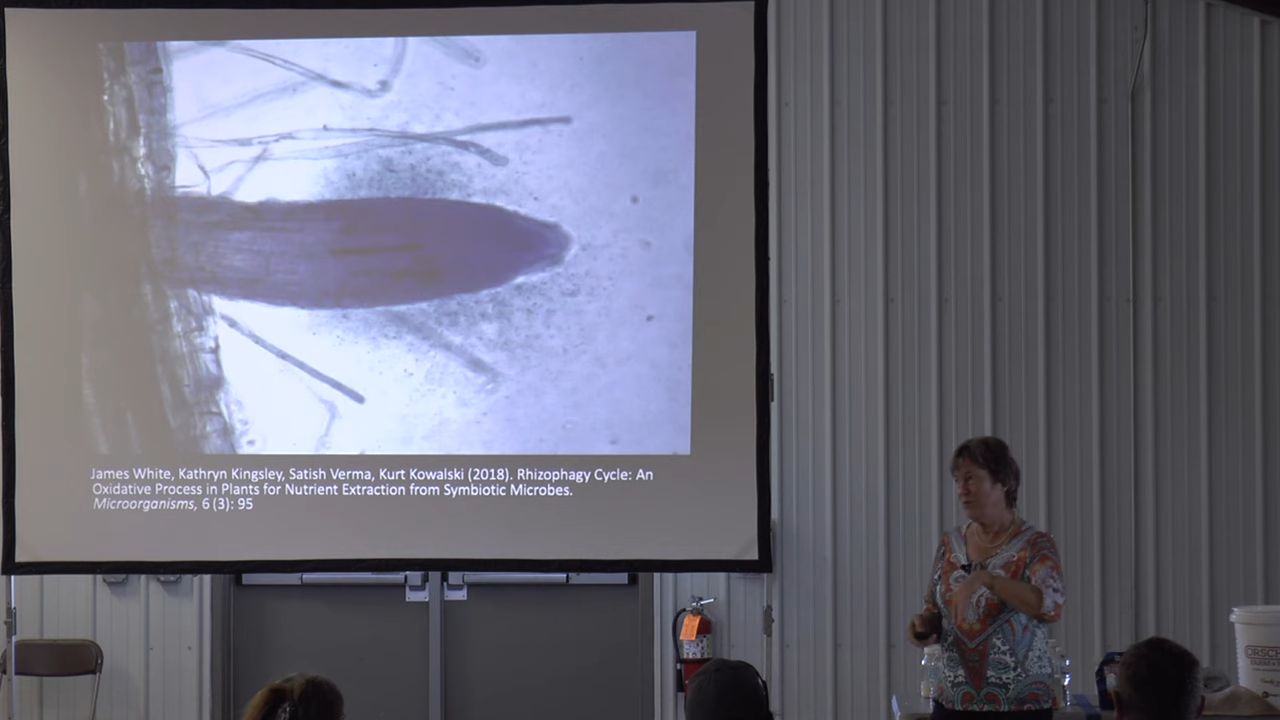 James White, Kathryn Kingsley, Satish Verma, Kurt Kowalski (2018). Rhizophagy Cycle: An
Oxidative Process in Plants for Nutrient Extraction from Symbiotic Microbes.
Microorganisms, 6 (3): 95